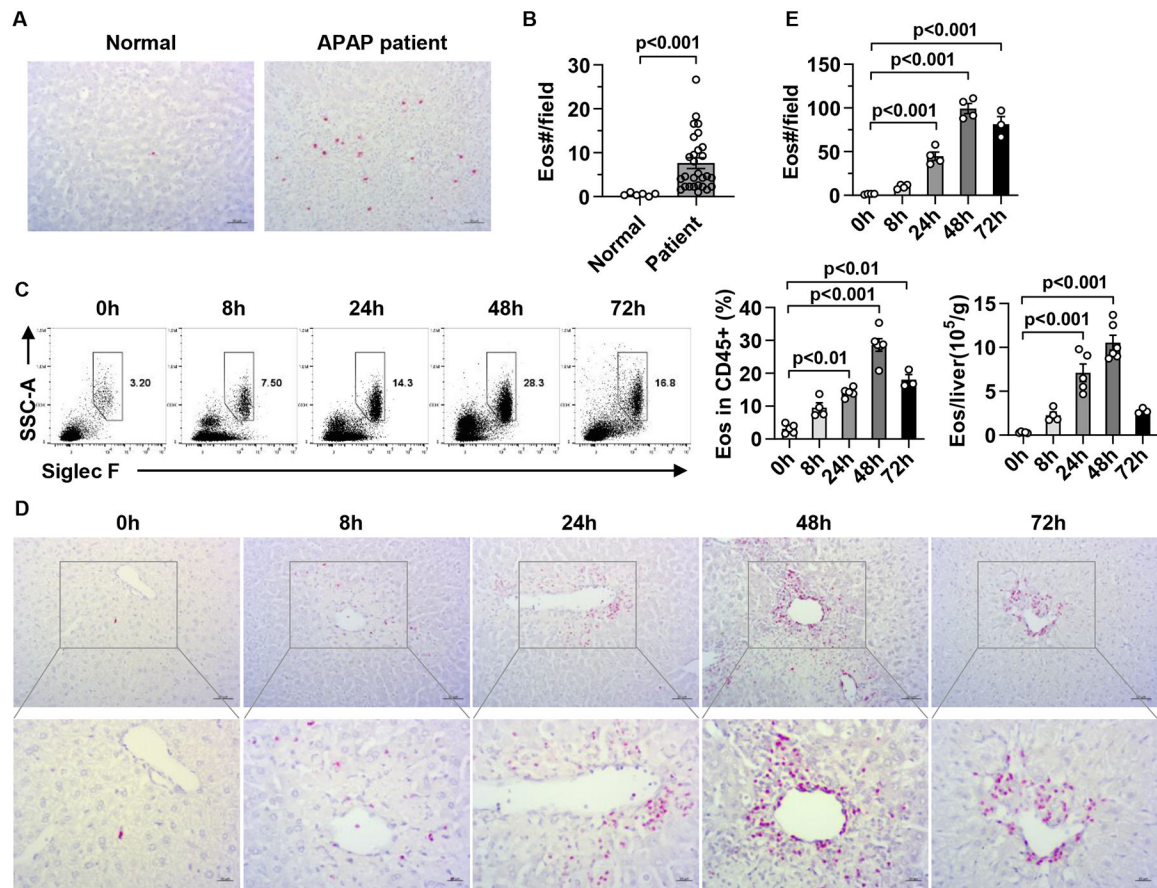 A
Normal
APAP patient
B
p<0.001
Eos#/field
30
20
10
0
Normal
Patient
E
p<0.001
p<0.001
p<0.001
Eos#/field
150
100
50
0
0h
8h
24h
48h
72h
C
0h
8h
24h
48h
72h
SSC-A
3.20
7.50
14.3
28.3
16.8
Siglec F
p<0.01
p<0.001
p<0.01
Eos in CD45+ (%)
40
30
20
10
0
0h
8h
24h
48h
72h
p<0.001
p<0.001
Eos/liver(10⁵/g)
15
10
5
0
0h
8h
24h
48h
72h
D
0h
8h
24h
48h
72h